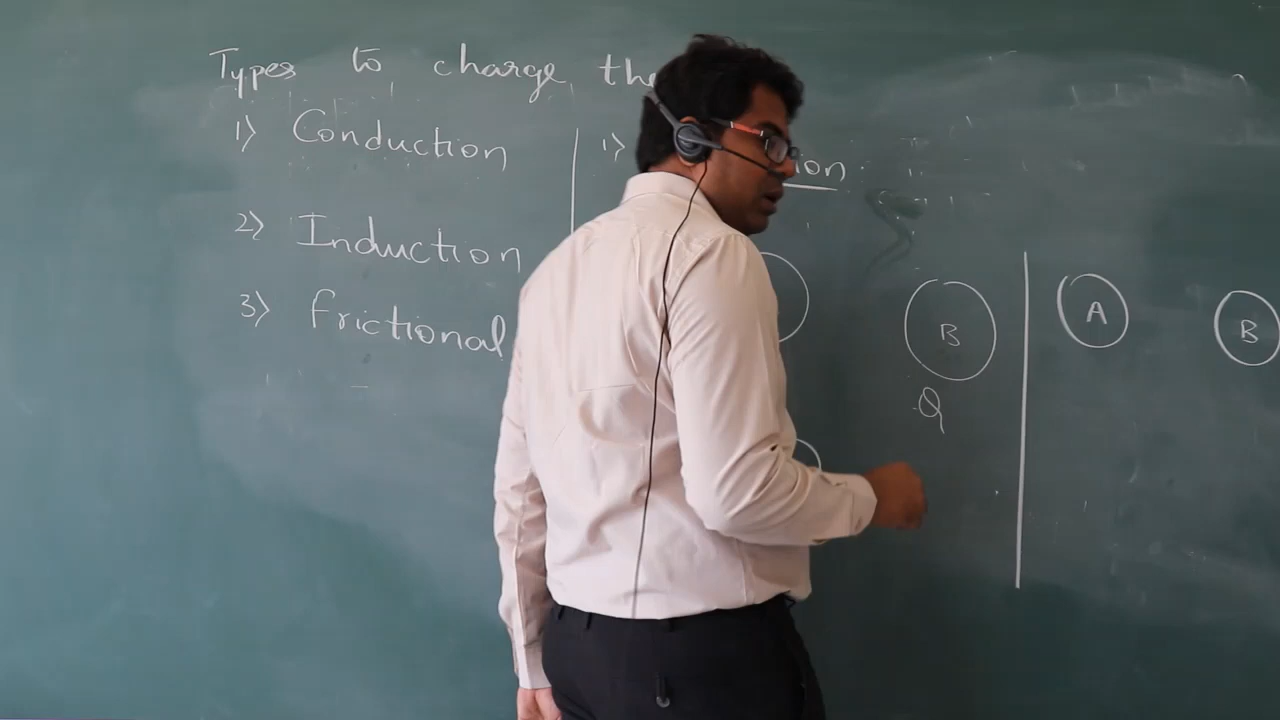 Types to charge the
1) Conduction
2) Induction
3) frictional
1)
B
Q
A
B